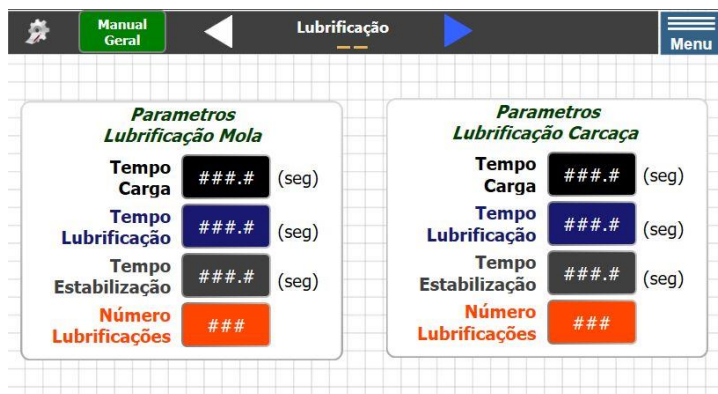 Manual
Geral
Lubrificação
Menu
Parametros
Lubrificação Mola
Tempo
Carga
###.#
(seg)
Tempo
Lubrificação
###.#
(seg)
Tempo
Estabilização
###.#
(seg)
Número
Lubrificações
###
Parametros
Lubrificação Carcaça
Tempo
Carga
###.#
(seg)
Tempo
Lubrificação
###.#
(seg)
Tempo
Estabilização
###.#
(seg)
Número
Lubrificações
###